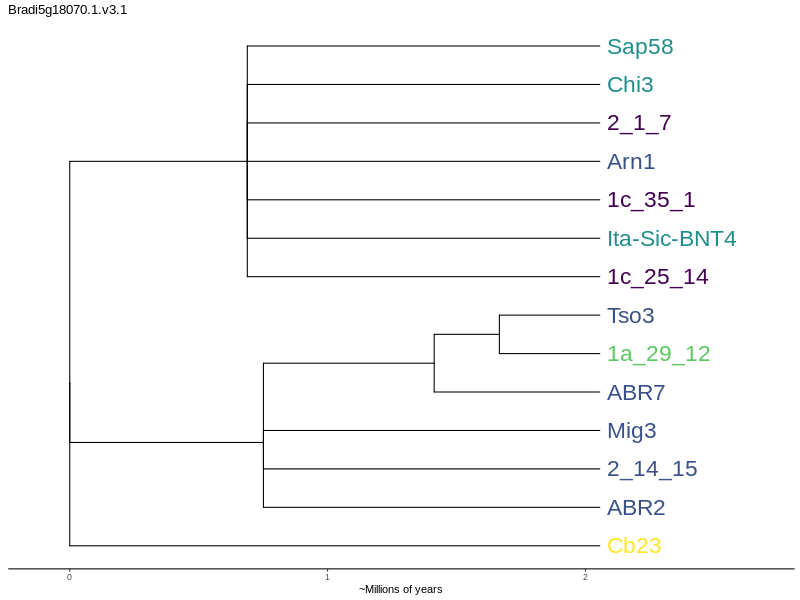 Bradi5g18070.1.v3.1
Sap58
Chi3
2_1_7
Arn1
1c_35_1
Ita-Sic-BNT4
1c_25_14
Tso3
1a_29_12
ABR7
Mig3
2_14_15
ABR2
Cb23
0 1 2
~Millions of years